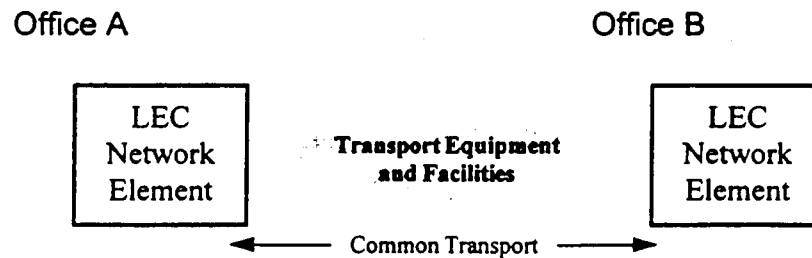 Office A
Office B
LEC
Network
Element
Transport Equipment
and Facilities
LEC
Network
Element
Common Transport